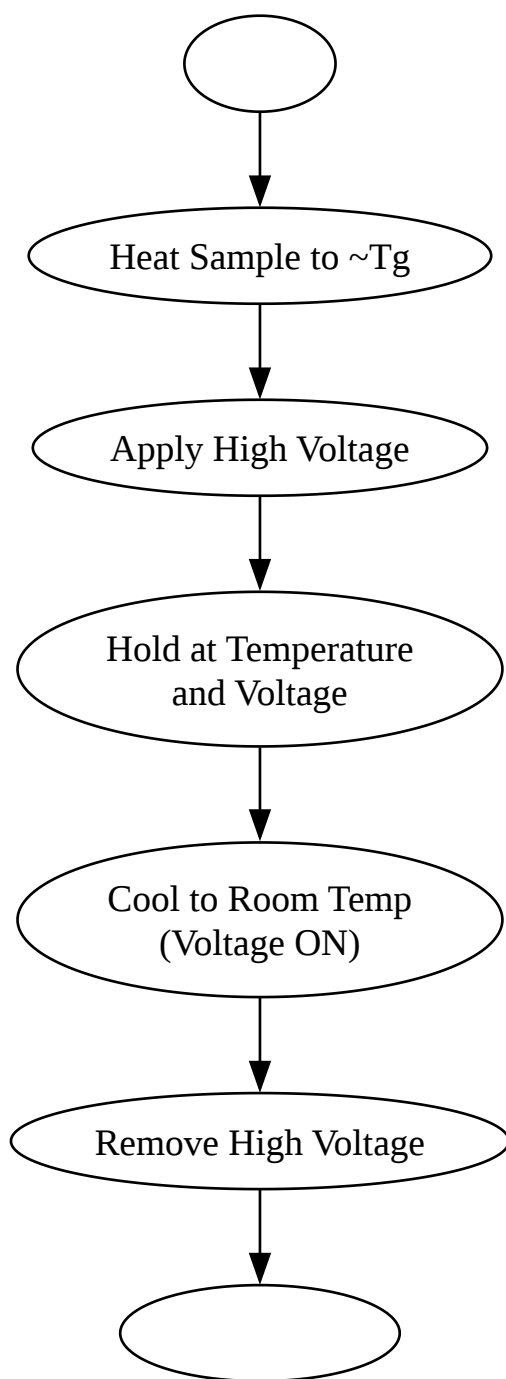 Heat Sample to ~Tg
Apply High Voltage
Hold at Temperature
and Voltage
Cool to Room Temp
(Voltage ON)
Remove High Voltage